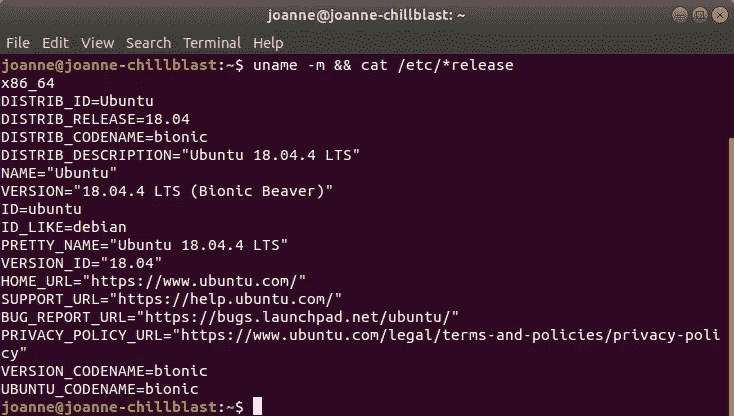 joanne@joanne-chillblast: ~
File Edit View Search Terminal Help
joanne@joanne-chillblast:~$ uname -m && cat /etc/*release
x86_64
DISTRIB_ID=Ubuntu
DISTRIB_RELEASE=18.04
DISTRIB_CODENAME=bionic
DISTRIB_DESCRIPTION="Ubuntu 18.04.4 LTS"
NAME="Ubuntu"
VERSION="18.04.4 LTS (Bionic Beaver)"
ID=ubuntu
ID_LIKE=debian
PRETTY_NAME="Ubuntu 18.04.4 LTS"
VERSION_ID="18.04"
HOME_URL="https://www.ubuntu.com/"
SUPPORT_URL="https://help.ubuntu.com/"
BUG_REPORT_URL="https://bugs.launchpad.net/ubuntu/"
PRIVACY_POLICY_URL="https://www.ubuntu.com/legal/terms-and-policies/privacy-poli
cy"
VERSION_CODENAME=bionic
UBUNTU_CODENAME=bionic
joanne@joanne-chillblast:~$